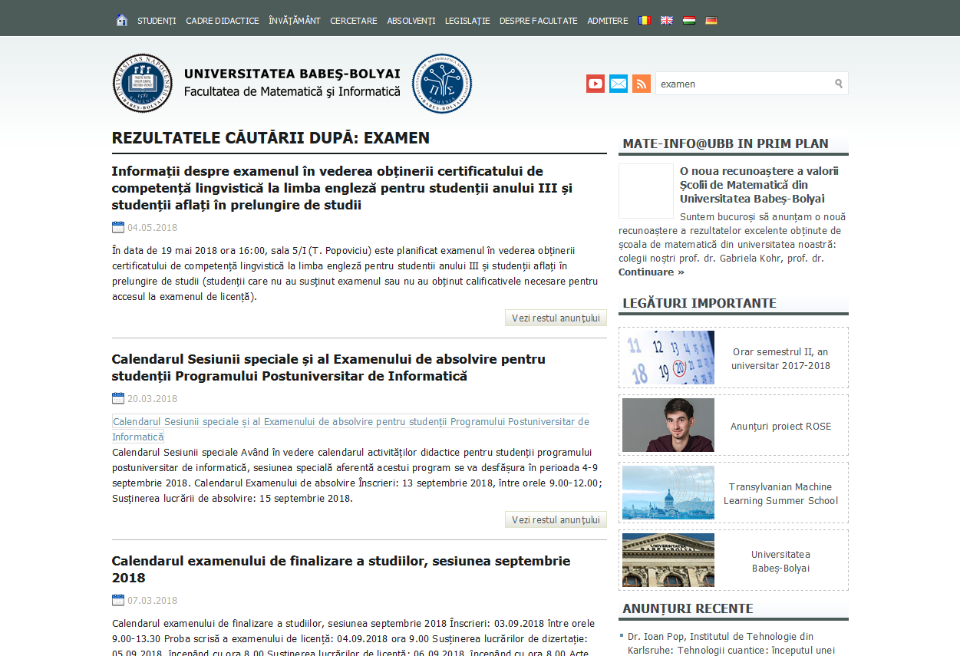 STUDENȚI CADRE DIDACTICE ÎNVĂȚĂMÂNT CERCETARE ABSOLVENȚI LEGISLAȚIE DESPRE FACULTATE ADMITERE
UNIVERSITATEA BABEŞ-BOLYAI
Facultatea de Matematică şi Informatică
examen
REZULTATELE CĂUTĂRII DUPĂ: EXAMEN
Informații despre examenul în vederea obținerii certificatului de
competență lingvistică la limba engleză pentru studenții anului III și
studenții aflați în prelungire de studii
04.05.2018
În data de 19 mai 2018 ora 16:00, sala 5/I (T. Popoviciu) este planificat examenul în vederea obținerii
certificatului de competență lingvistică la limba engleză pentru studentii anului III și studenții aflați în
prelungire de studii (studenții care nu au susținut examenul sau nu au obținut calificativele necesare pentru
accesul la examenul de licență).
Vezi restul anunțului
Calendarul Sesiunii speciale și al Examenului de absolvire pentru
studenții Programului Postuniversitar de Informatică
20.03.2018
Calendarul Sesiunii speciale și al Examenului de absolvire pentru studenții Programului Postuniversitar de
Informatică
Calendarul Sesiunii speciale Având în vedere calendarul activităților didactice pentru studenții programului
postuniversitar de informatică, sesiunea specială aferentă acestui program se va desfășura în perioada 4-9
septembrie 2018. Calendarul Examenului de absolvire Înscrieri: 13 septembrie 2018, între orele 9.00-12.00;
Susținerea lucrării de absolvire: 15 septembrie 2018.
Vezi restul anunțului
Calendarul examenului de finalizare a studiilor, sesiunea septembrie
2018
07.03.2018
Calendarul examenului de finalizare a studiilor, sesiunea septembrie 2018 Înscrieri: 03.09.2018 între orele
9.00-13.30 Proba scrisă a examenului de licență: 04.09.2018 ora 9.00 Susținerea lucrărilor de dizertație:
05.09.2018, începând cu ora 8.00 Susținerea lucrărilor de licență: 06.09.2018, începând cu ora 8.00 Acte
MATE-INFO@UBB IN PRIM PLAN
O noua recunoaștere a valorii
Școlii de Matematică din
Universitatea Babeș-Bolyai
Suntem bucuroși să anunțam o nouă
recunoaștere a rezultatelor excelente obținute de
școala de matematică din universitatea noastră:
colegii noștri prof. dr. Gabriela Kohr, prof. dr.
Continuare »
LEGĂTURI IMPORTANTE
Orar semestrul II, an
universitar 2017-2018
Anunțuri proiect ROSE
Transylvanian Machine
Learning Summer School
Universitatea
Babeș-Bolyai
ANUNȚURI RECENTE
Dr. Ioan Pop, Institutul de Tehnologie din
Karlsruhe: Tehnologii cuantice: începutul unei